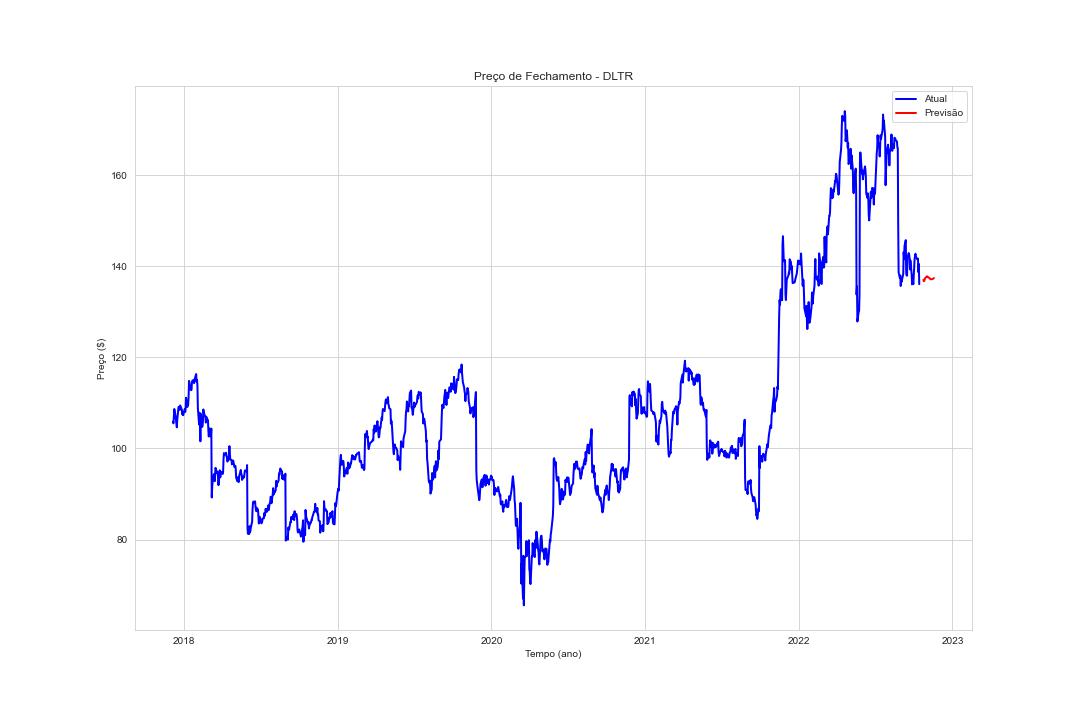 Preço de Fechamento - DLTR
Atual
Previsão
Preço ($)
160
140
120
100
80
2018
2019
2020
2021
2022
2023
Tempo (ano)